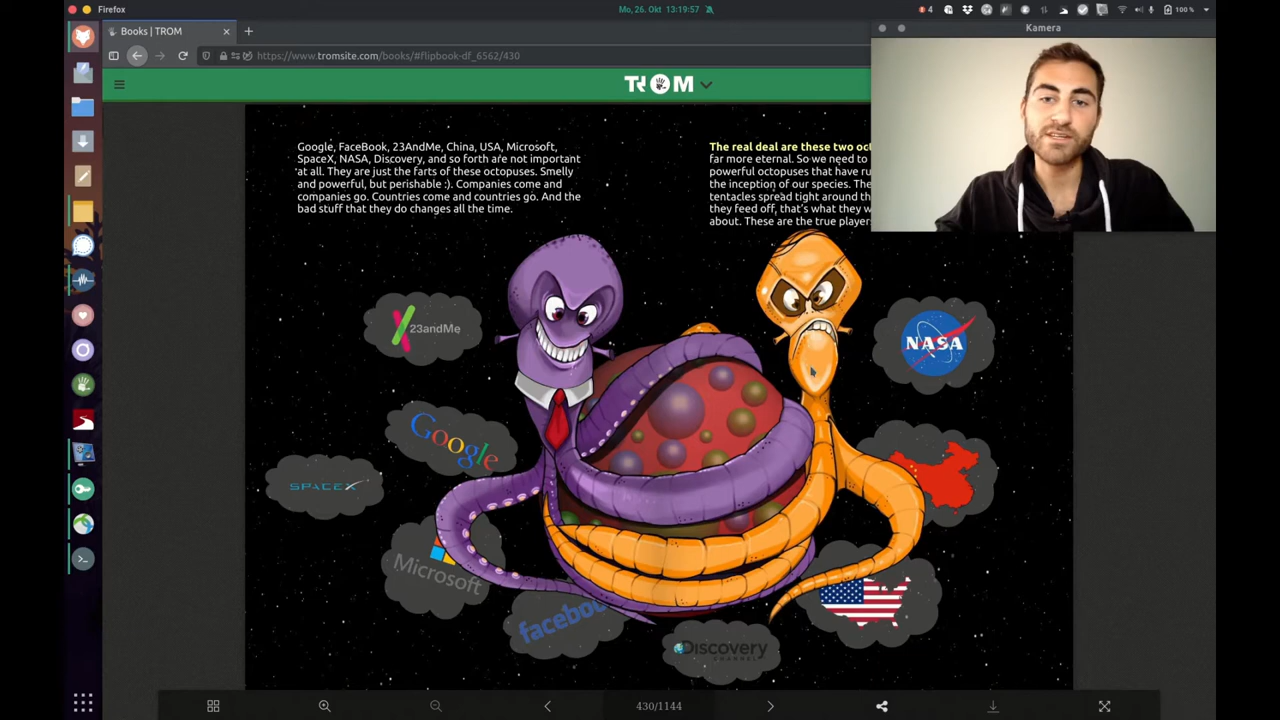 Firefox
Mo, 26. Okt 13:19:57
4
100 %
Books | TROM
https://www.tromsite.com/books/#flipbook-df_6562/430
Kamera
TROM
Google, FaceBook, 23AndMe, China, USA, Microsoft,
SpaceX, NASA, Discovery, and so forth are not important
at all. They are just the farts of these octopuses. Smelly
and powerful, but perishable :). Companies come and
companies go. Countries come and countries go. And the
bad stuff that they do changes all the time.
The real deal are these two oc
far more eternal. So we need to
powerful octopuses that have ru
the inception of our species. The
tentacles spread tight around th
they feed off, that's what they w
about. These are the true player
23andMe
NASA
Google
SPACEX
Microsoft
facebook
Discovery
CHANNEL
430/1144